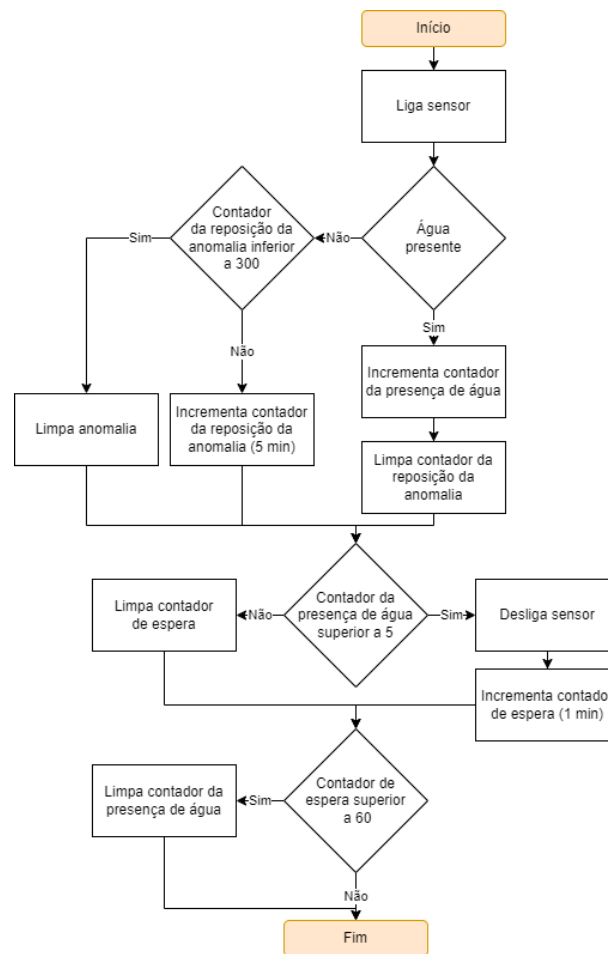 Início
Liga sensor
Água
presente
Não
Contador
da reposição da
anomalia inferior
a 300
Sim
Não
Sim
Limpa anomalia
Incrementa contador
da reposição da
anomalia (5 min)
Incrementa contador
da presença de água
Limpa contador da
reposição da
anomalia
Contador da
presença de água
superior a 5
Não
Sim
Limpa contador
de espera
Desliga sensor
Incrementa contador
de espera (1 min)
Contador de
espera superior
a 60
Sim
Limpa contador da
presença de água
Não
Fim